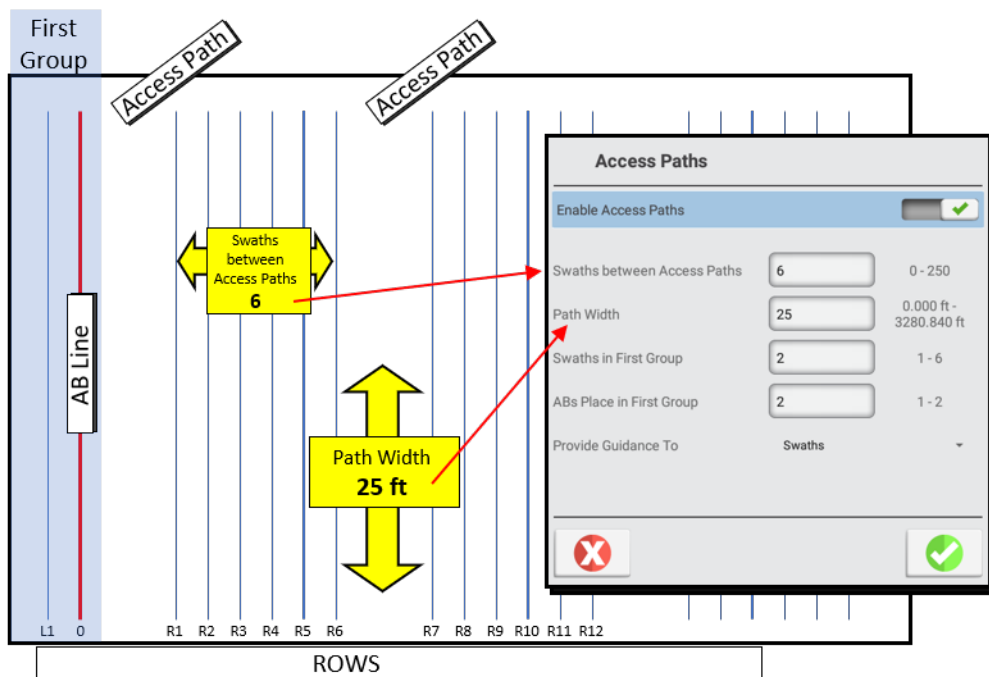 First
Group
Access Path
Access Path
Swaths
between
Access Paths
6
AB Line
Path Width
25 ft
L1 0 R1 R2 R3 R4 R5 R6 R7 R8 R9 R10 R11 R12
ROWS
Access Paths
Enable Access Paths
Swaths between Access Paths 6 0 - 250
Path Width 25 0.000 ft -
3280.840 ft
Swaths in First Group 2 1 - 6
ABs Place in First Group 2 1 - 2
Provide Guidance To Swaths